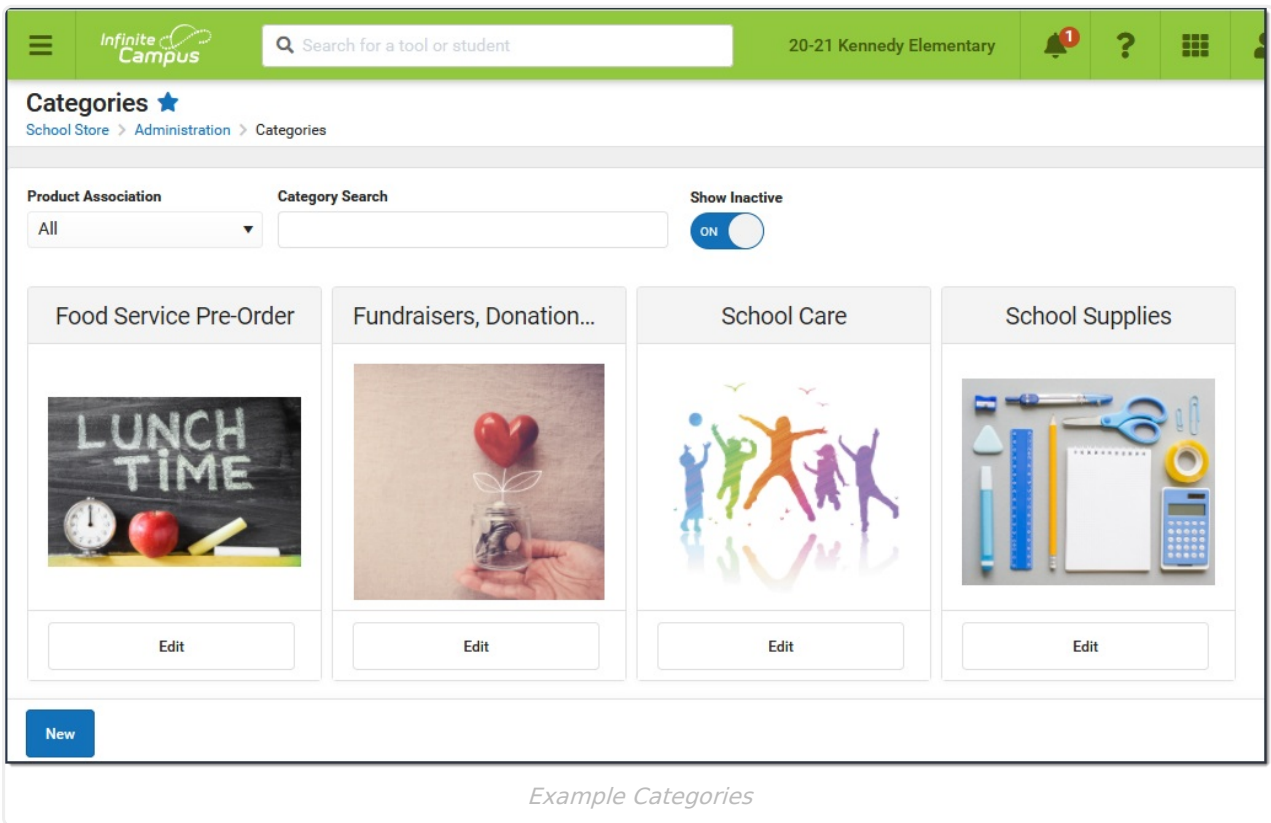 Infinite Campus
Search for a tool or student
20-21 Kennedy Elementary
1
?
Categories
School Store > Administration > Categories
Product Association
Category Search
Show Inactive
All
ON
Food Service Pre-Order
Fundraisers, Donation...
School Care
School Supplies
LUNCH
TiME
Edit
Edit
Edit
Edit
New
Example Categories